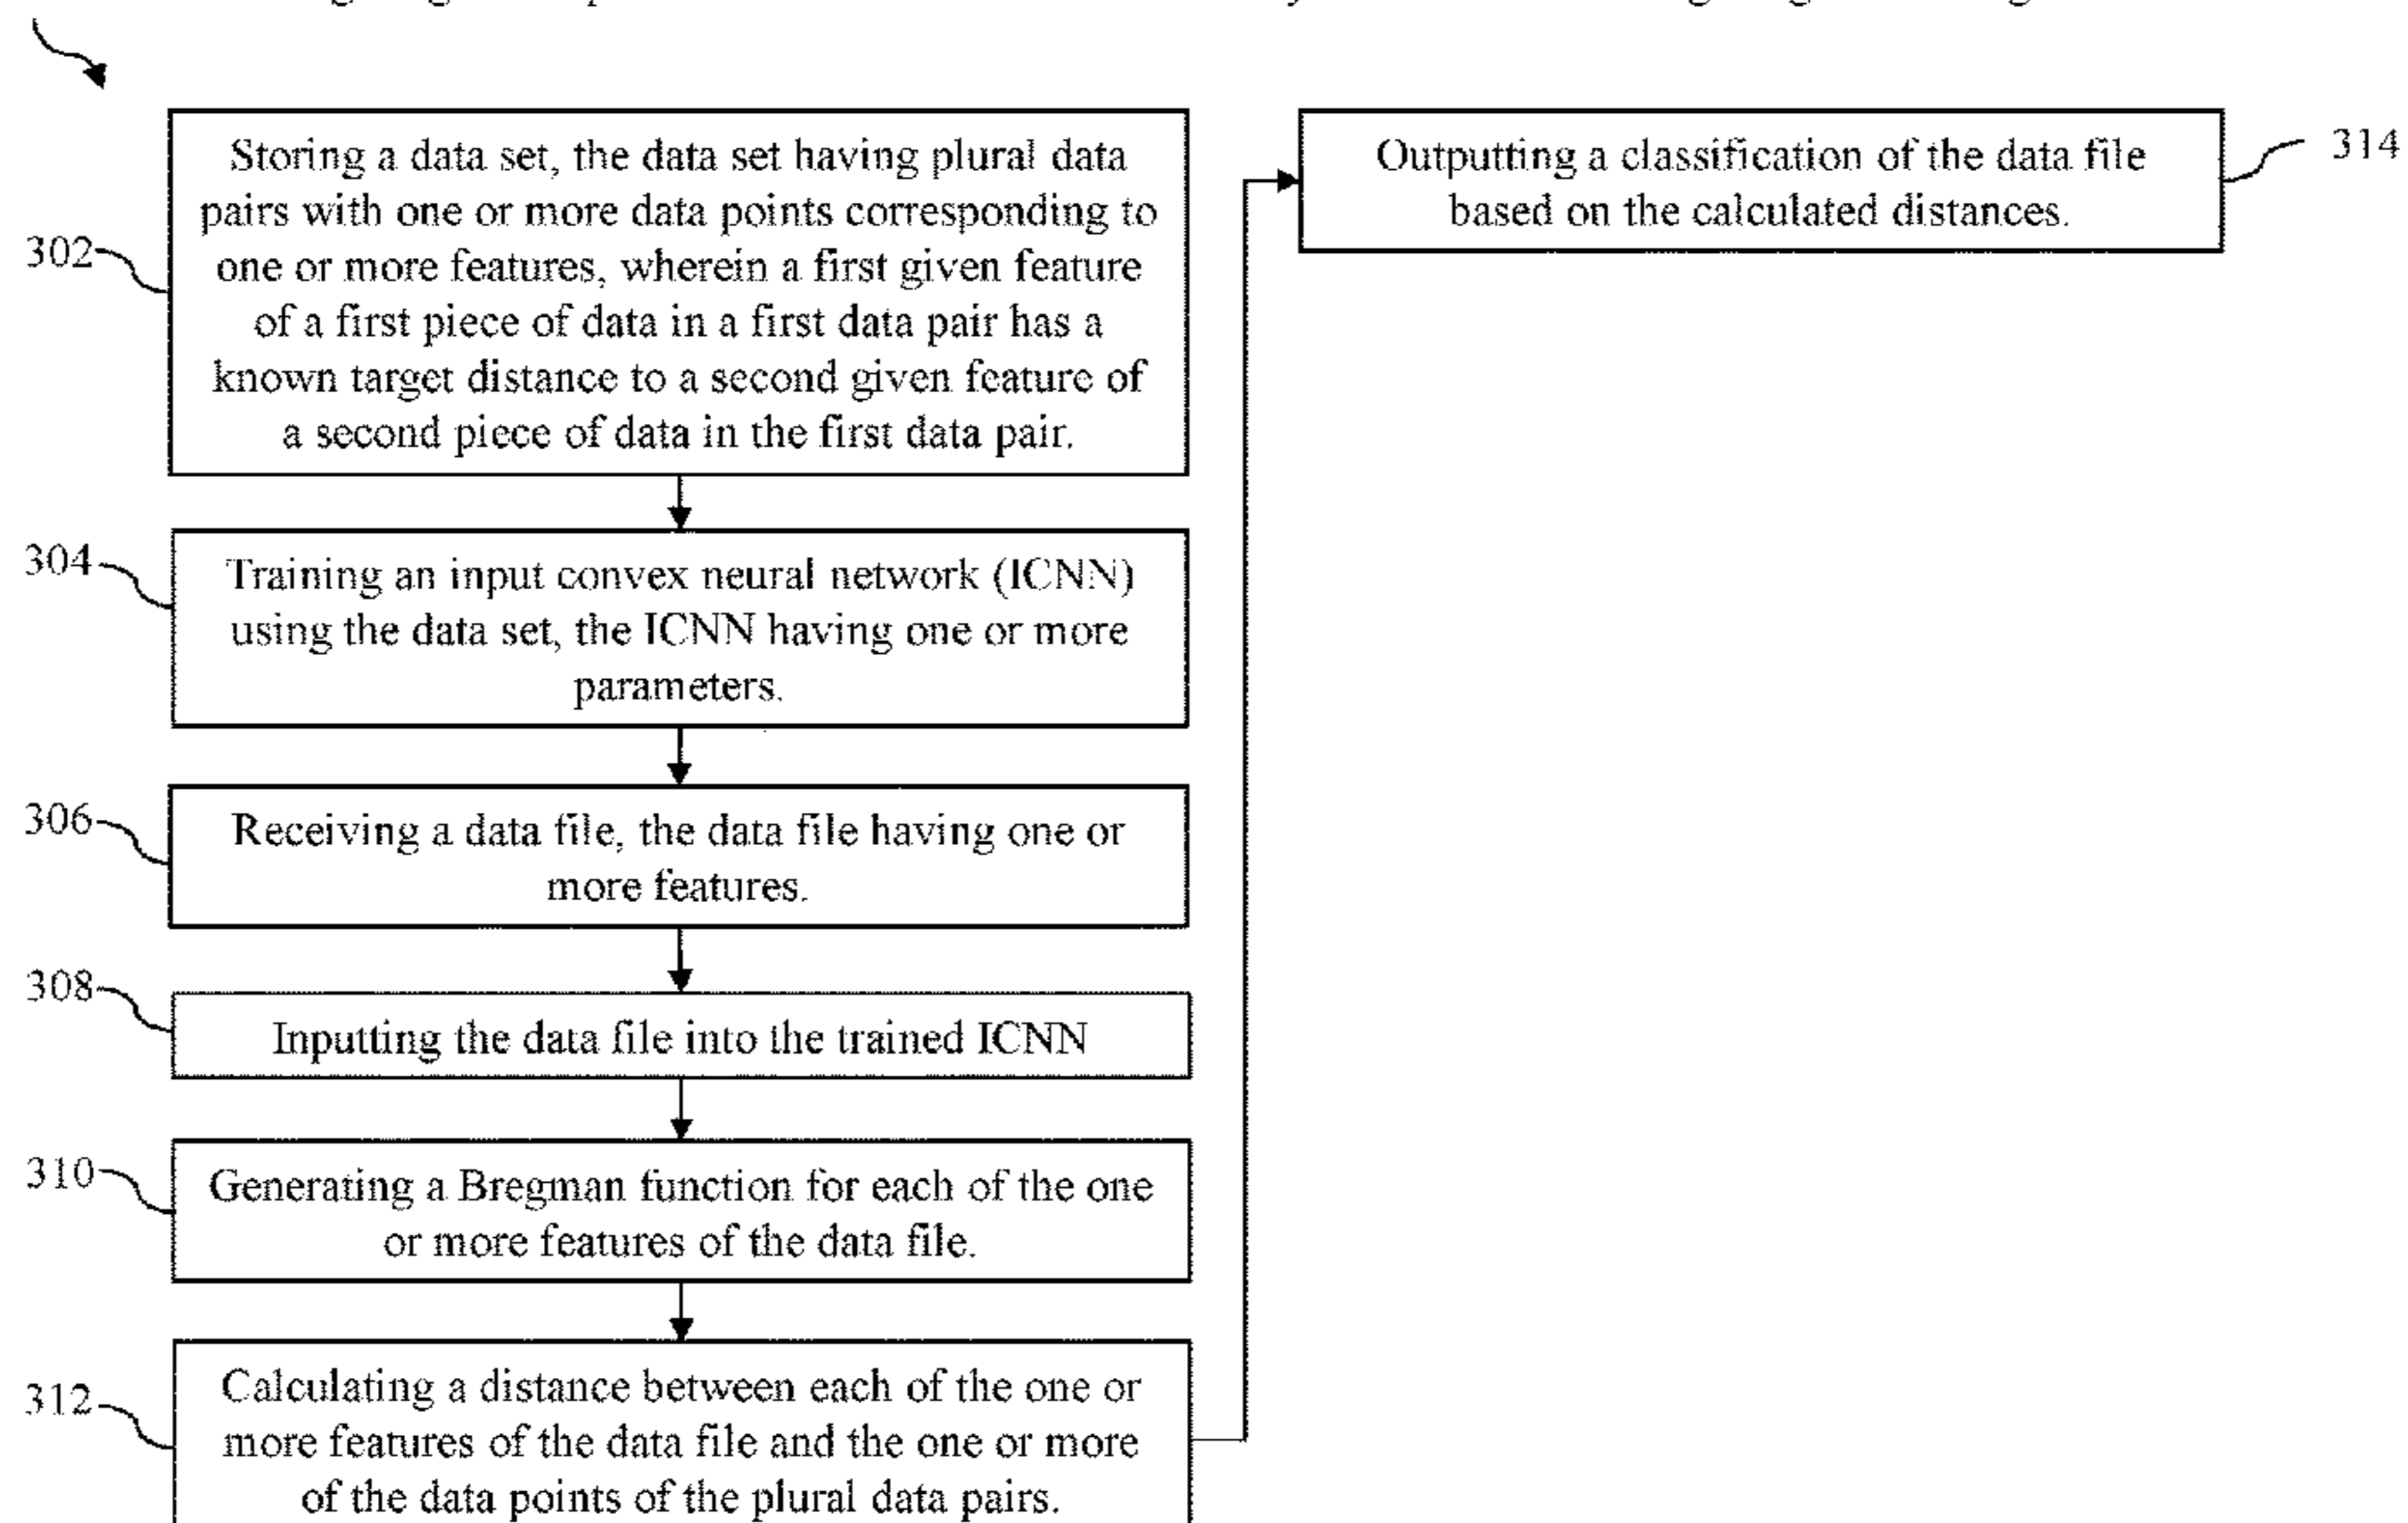 302
Storing a data set, the data set having plural data
pairs with one or more data points corresponding to
one or more features, wherein a first given feature
of a first piece of data in a first data pair has a
known target distance to a second given feature of
a second piece of data in the first data pair.
304
Training an input convex neural network (ICNN)
using the data set, the ICNN having one or more
parameters.
306
Receiving a data file, the data file having one or
more features.
308
Inputting the data file into the trained ICNN
310
Generating a Bregman function for each of the one
or more features of the data file.
312
Calculating a distance between each of the one or
more features of the data file and the one or more
of the data points of the plural data pairs.
Outputting a classification of the data file
based on the calculated distances.
314